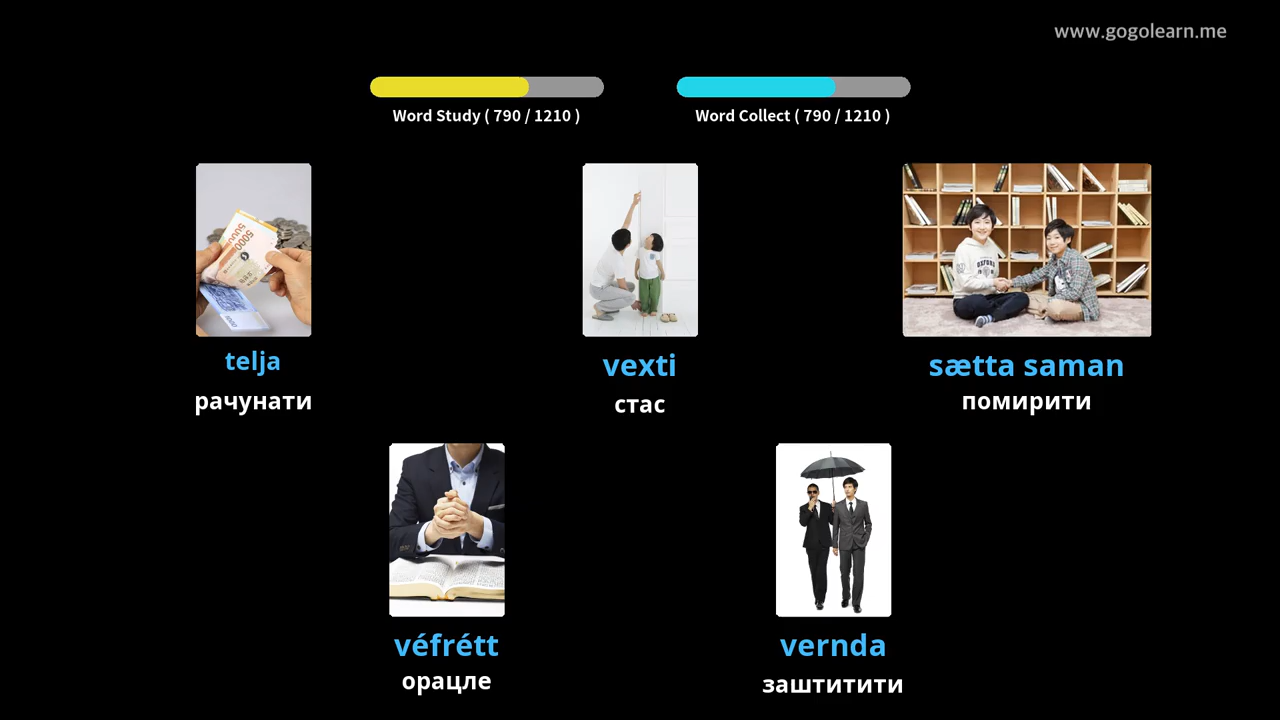 www.gogolearn.me
Word Study ( 790 / 1210 )
Word Collect ( 790 / 1210 )
telja
рачунати
vexti
стас
sætta saman
помирити
véfrétt
орацле
vernda
заштитити